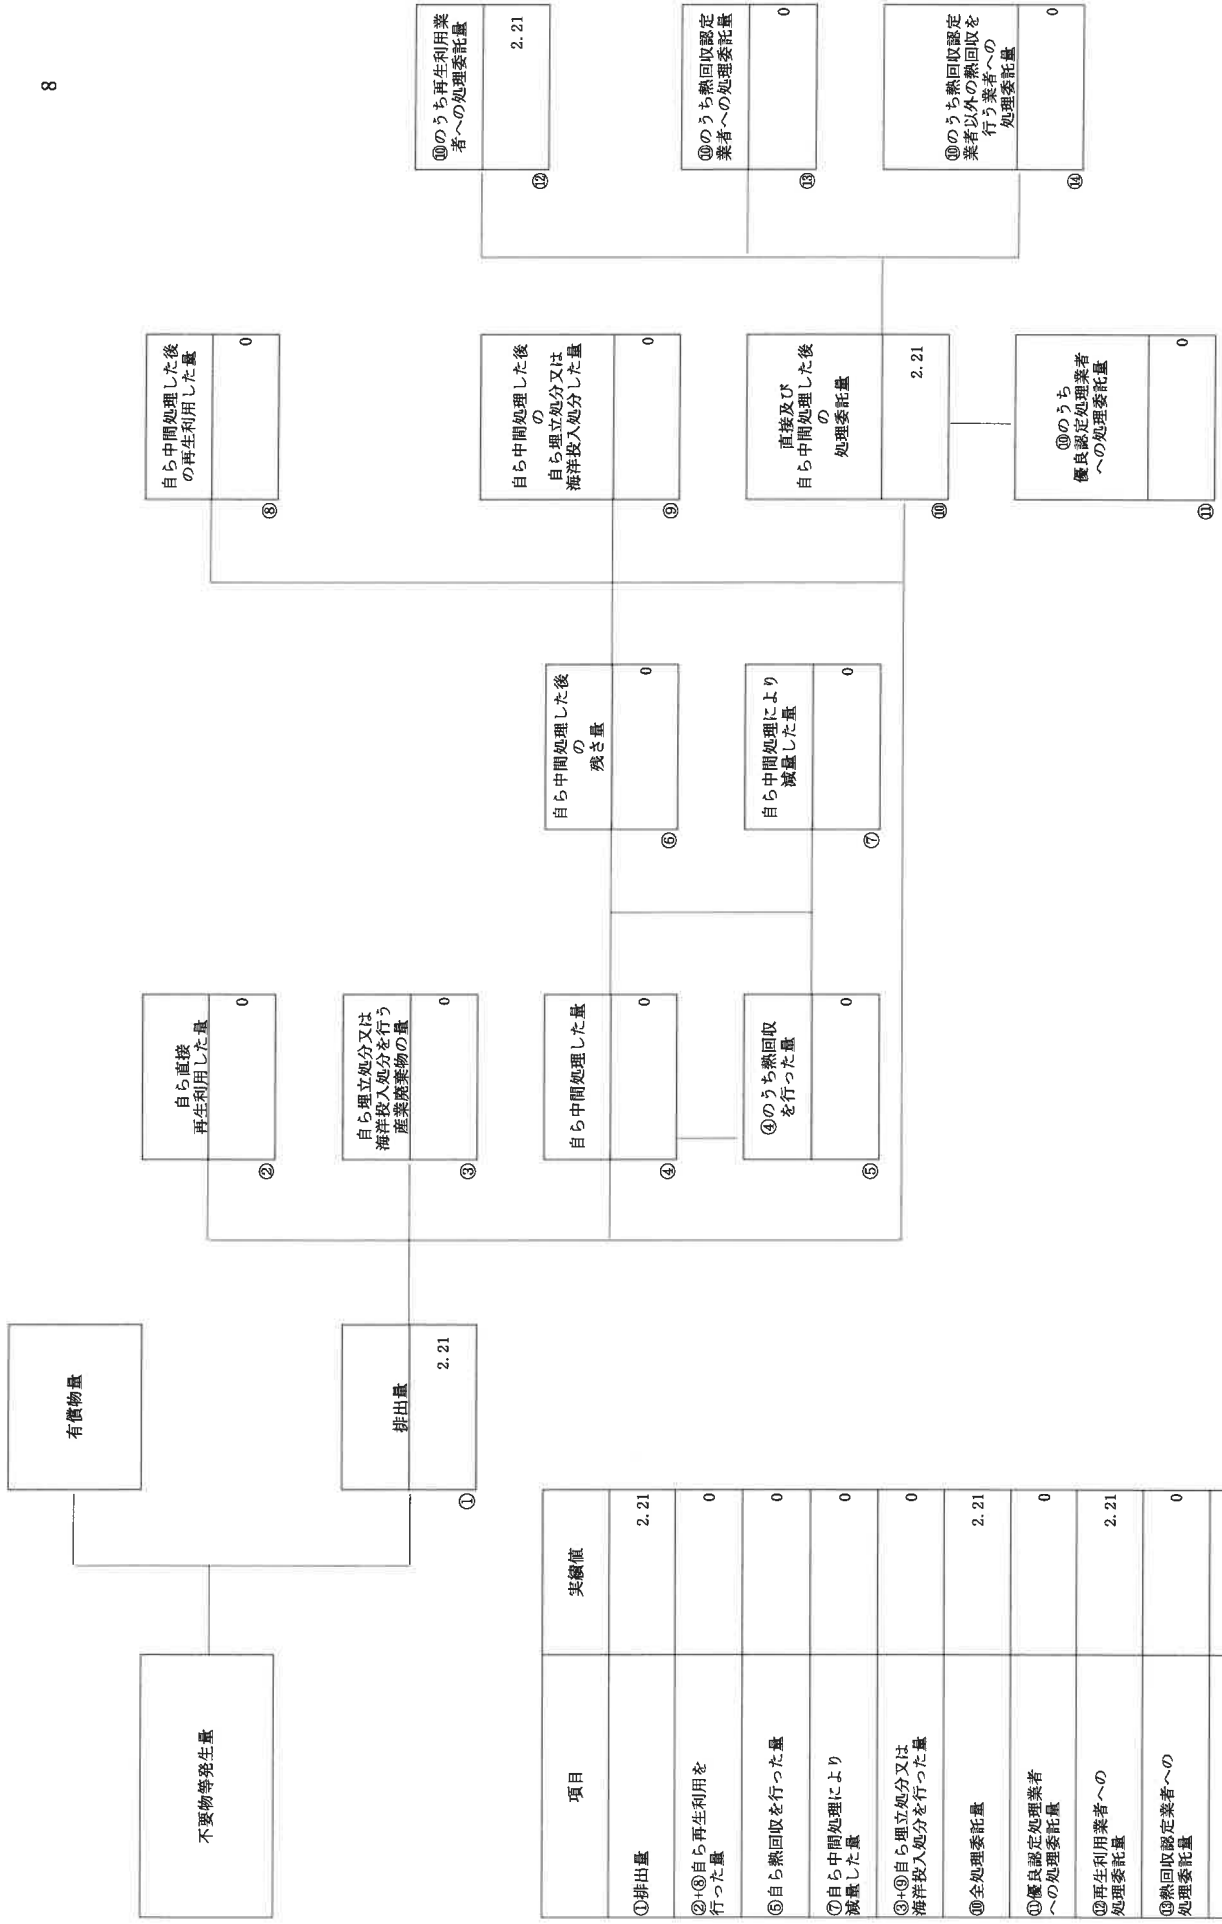 8
不要物等発生量
有償物量
排出量
2.21
①
自ら直接
再生利用した量
0
②
自ら埋立処分又は
海洋投入処分を行う
産業廃棄物の量
0
③
自ら中間処理した量
0
④
④のうち熱回収
を行った量
0
⑤
自ら中間処理した後
の
残さ量
0
⑥
自ら中間処理により
減量した量
0
⑦
自ら中間処理した後
の再生利用した量
0
⑧
自ら中間処理した後
の
自ら埋立処分又は
海洋投入処分した量
0
⑨
直接及び
自ら中間処理した後
の
処理委託量
2.21
⑩
⑩のうち
優良認定処理業者
への処理委託量
0
⑪
⑩のうち再生利用業
者への処理委託量
2.21
⑫
⑩のうち熱回収認定
業者への処理委託量
0
⑬
⑩のうち熱回収認定
業者以外の熱回収を
行う業者への
処理委託量
0
⑭
項目 実績値
①排出量 2.21
②+⑧自ら再生利用を
行った量 0
⑤自ら熱回収を行った量 0
⑦自ら中間処理により
減量した量 0
③+⑨自ら埋立処分又は
海洋投入処分を行った量 0
⑩全処理委託量 2.21
⑪優良認定処理業者
への処理委託量 0
⑫再生利用業者への
処理委託量 2.21
⑬熱回収認定業者への
処理委託量 0